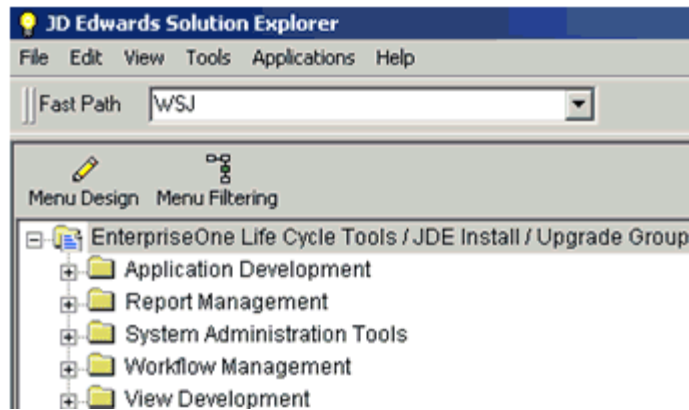 JD Edwards Solution Explorer
File Edit View Tools Applications Help
Fast Path WSJ
Menu Design Menu Filtering
EnterpriseOne Life Cycle Tools / JDE Install / Upgrade Group
Application Development
Report Management
System Administration Tools
Workflow Management
View Development